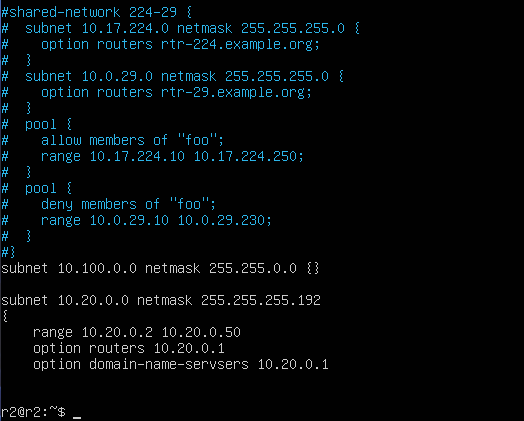 #shared-network 224-29 {
#  subnet 10.17.224.0 netmask 255.255.255.0 {
#    option routers rtr-224.example.org;
#  }
#  subnet 10.0.29.0 netmask 255.255.255.0 {
#    option routers rtr-29.example.org;
#  }
#  pool {
#    allow members of "foo";
#    range 10.17.224.10 10.17.224.250;
#  }
#  pool {
#    deny members of "foo";
#    range 10.0.29.10 10.0.29.230;
#  }
#}
subnet 10.100.0.0 netmask 255.255.0.0 {}

subnet 10.20.0.0 netmask 255.255.255.192
{
    range 10.20.0.2 10.20.0.50
    option routers 10.20.0.1
    option domain-name-servsers 10.20.0.1


r2@r2:~$ _